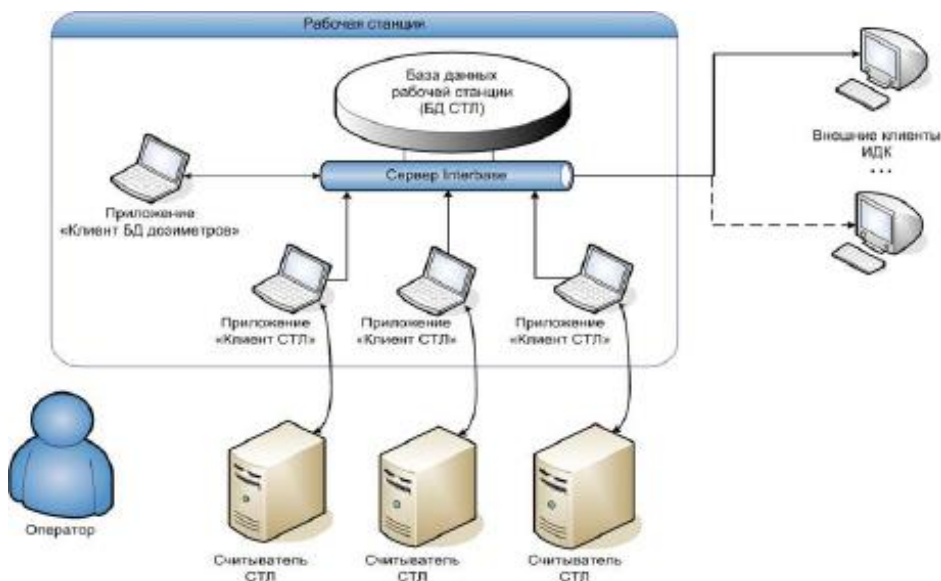 Рабочая станция
База данных
рабочей станции
(БД СТЛ)
Сервер Interbase
Внешние клиенты
ИДК
...
Приложение
«Клиент БД дозиметров»
Приложение
«Клиент СТЛ»
Приложение
«Клиент СТЛ»
Приложение
«Клиент СТЛ»
Оператор
Считыватель
СТЛ
Считыватель
СТЛ
Считыватель
СТЛ